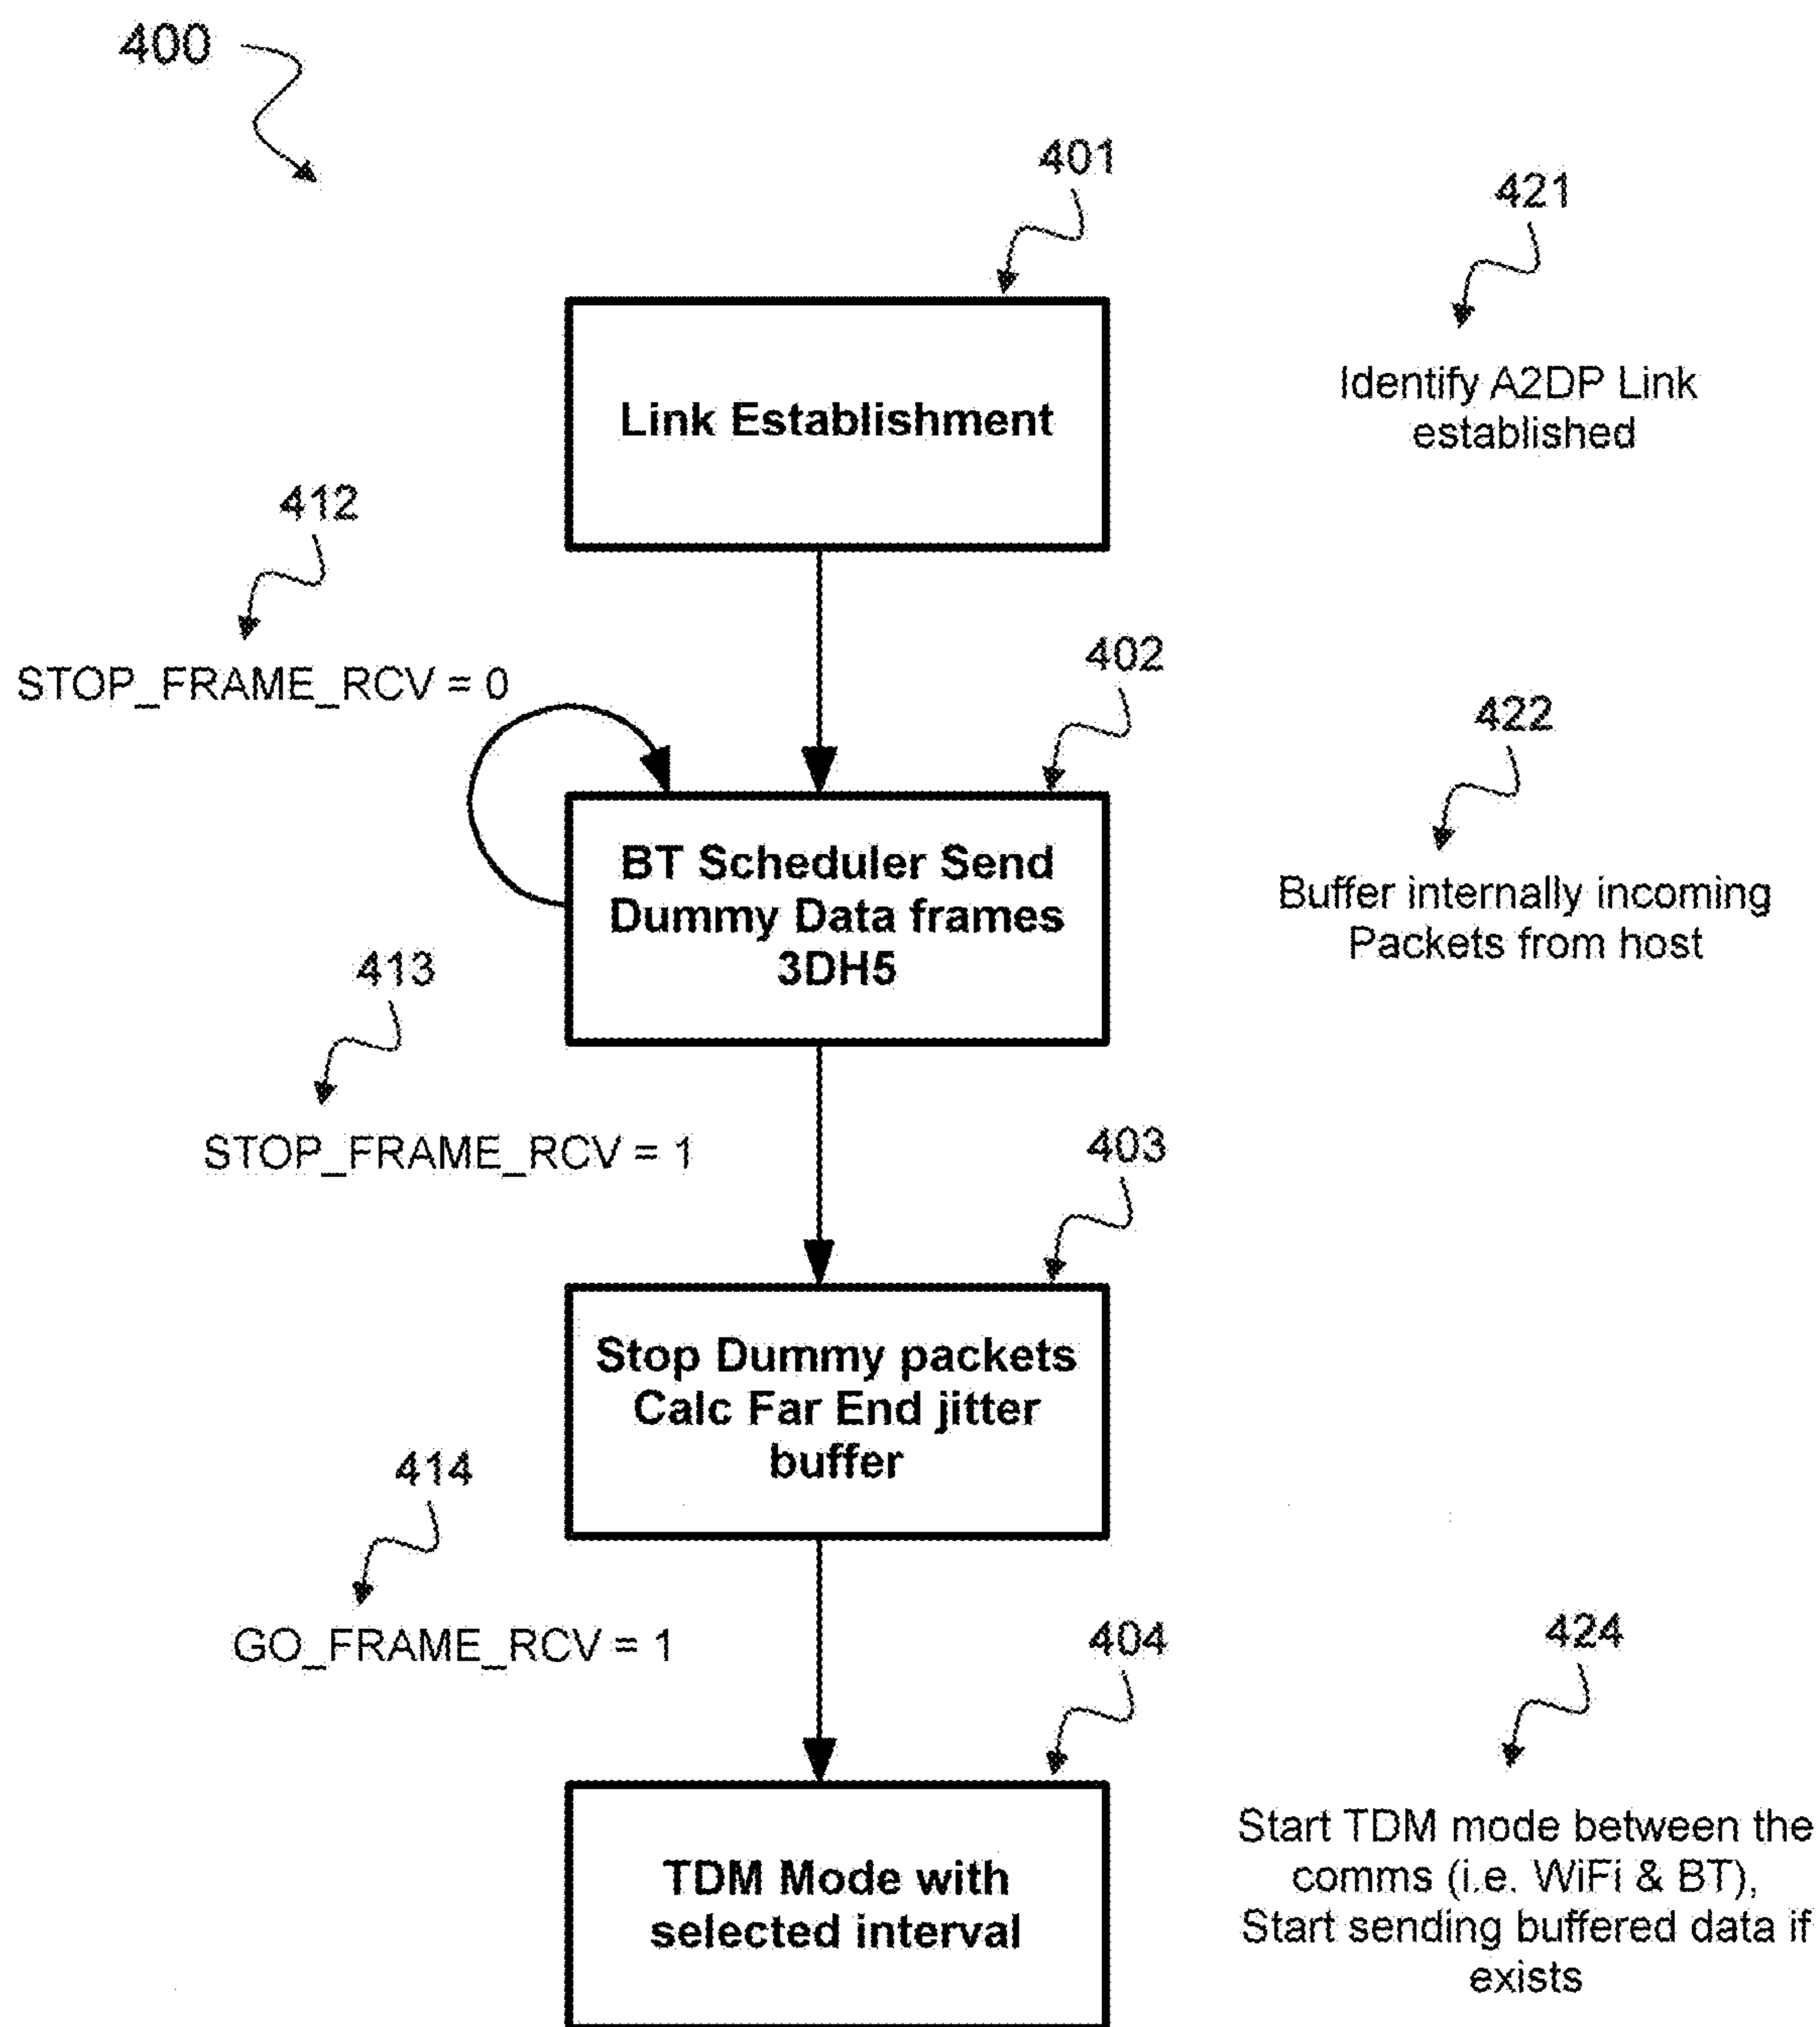 400
401
421
Link Establishment
Identify A2DP Link
established
412
STOP_FRAME_RCV = 0
402
422
BT Scheduler Send
Dummy Data frames
3DH5
Buffer internally incoming
Packets from host
413
STOP_FRAME_RCV = 1
403
Stop Dummy packets
Calc Far End jitter
buffer
414
GO_FRAME_RCV = 1
404
424
TDM Mode with
selected interval
Start TDM mode between the
comms (i.e. WiFi & BT),
Start sending buffered data if
exists